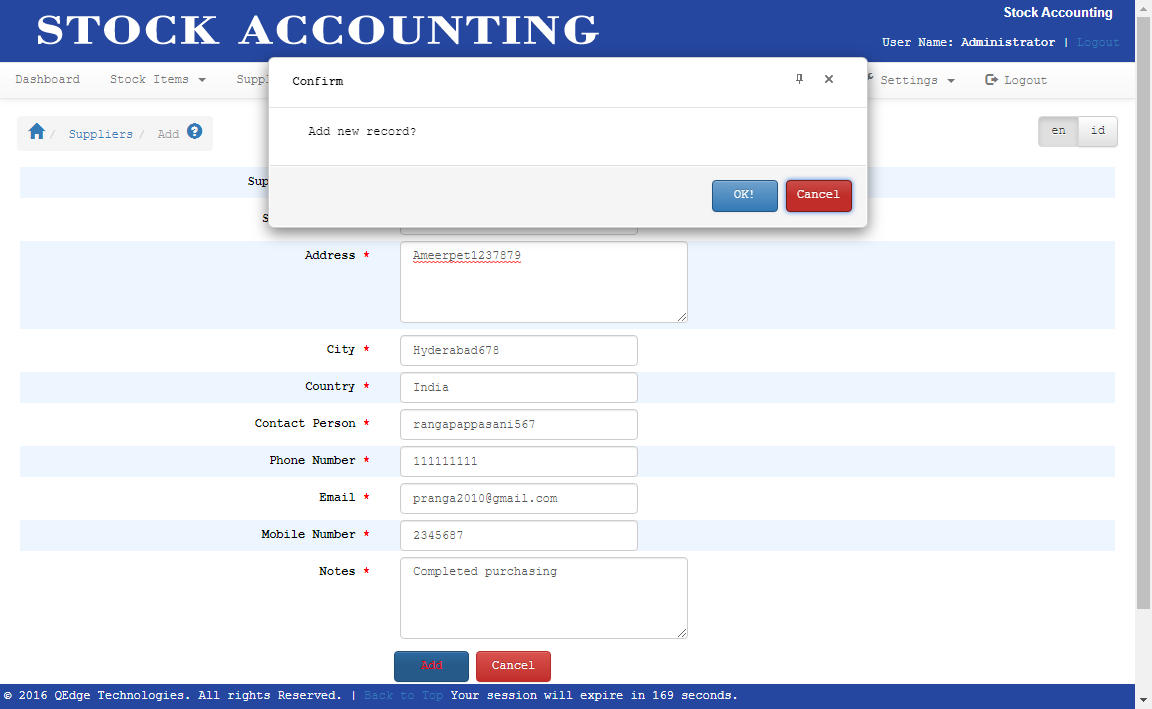 STOCK ACCOUNTING
Stock Accounting
User Name: Administrator | Logout
Dashboard Stock Items Settings Logout
Confirm
Add new record?
OK! Cancel
Suppliers / Add
en id
Address * Ameerpet1237879
City * Hyderabad678
Country * India
Contact Person * rangapappasani567
Phone Number * 111111111
Email * pranga2010@gmail.com
Mobile Number * 2345687
Notes * Completed purchasing
Add Cancel
© 2016 QEdge Technologies. All rights Reserved. | Back to Top Your session will expire in 169 seconds.